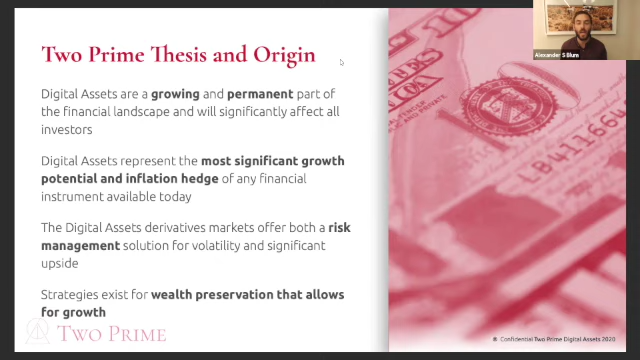 Two Prime Thesis and Origin
Alexander S Blum
Digital Assets are a growing and permanent part
of the financial landscape and will significantly affect all
investors
Digital Assets represent the most significant growth
potential and inflation hedge of any financial
instrument available today
The Digital Assets derivatives markets offer both a risk
management solution for volatility and significant
upside
Strategies exist for wealth preservation that allows
for growth
TWO PRIME
LB4116640
® Confidential Two Prime Digital Assets 2020